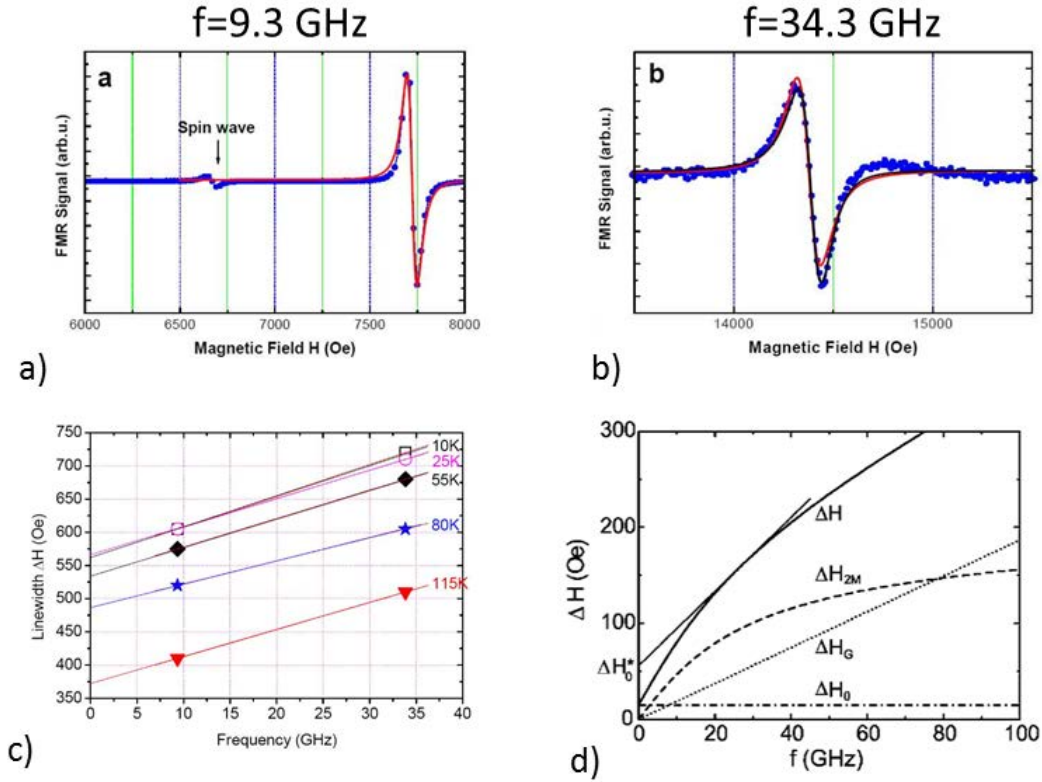 f=9.3 GHz
f=34.3 GHz
a
Spin wave
FMR Signal (arb.u.)
6000 6500 7000 7500 8000
Magnetic Field H (Oe)
a)
b
FMR Signal (arb.u.)
14000 15000
Magnetic Field H (Oe)
b)
750
700
650
600
550
500
450
400
350
Linewidth ΔH (Oe)
10K
25K
55K
80K
115K
0 5 10 15 20 25 30 35 40
Frequency (GHz)
c)
300
200
100
0
ΔH (Oe)
ΔH
ΔH2M
ΔHG
ΔH0*
ΔH0
0 20 40 60 80 100
f (GHz)
d)